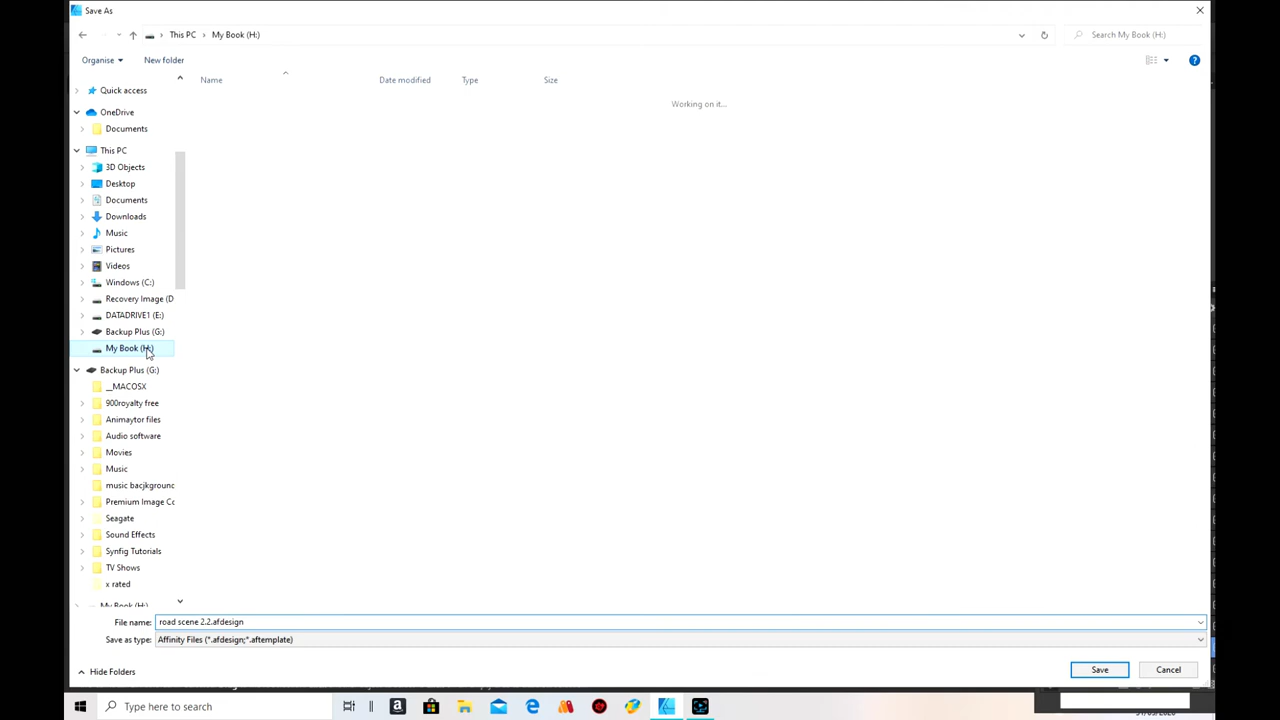 Save As
This PC > My Book (H:)
Search My Book (H:)
Organise
New folder
Name
Date modified
Type
Size
Working on it...
Quick access
OneDrive
Documents
This PC
3D Objects
Desktop
Documents
Downloads
Music
Pictures
Videos
Windows (C:)
Recovery Image (D
DATADRIVE1 (E:)
Backup Plus (G:)
My Book (H:)
Backup Plus (G:)
__MACOSX
900royalty free
Animaytor files
Audio software
Movies
Music
music bacjkground
Premium Image Cc
Seagate
Sound Effects
Synfig Tutorials
TV Shows
x rated
My Book (H:)
File name: road scene 2.2.afdesign
Save as type: Affinity Files (*.afdesign;*.aftemplate)
Hide Folders
Save
Cancel
Type here to search